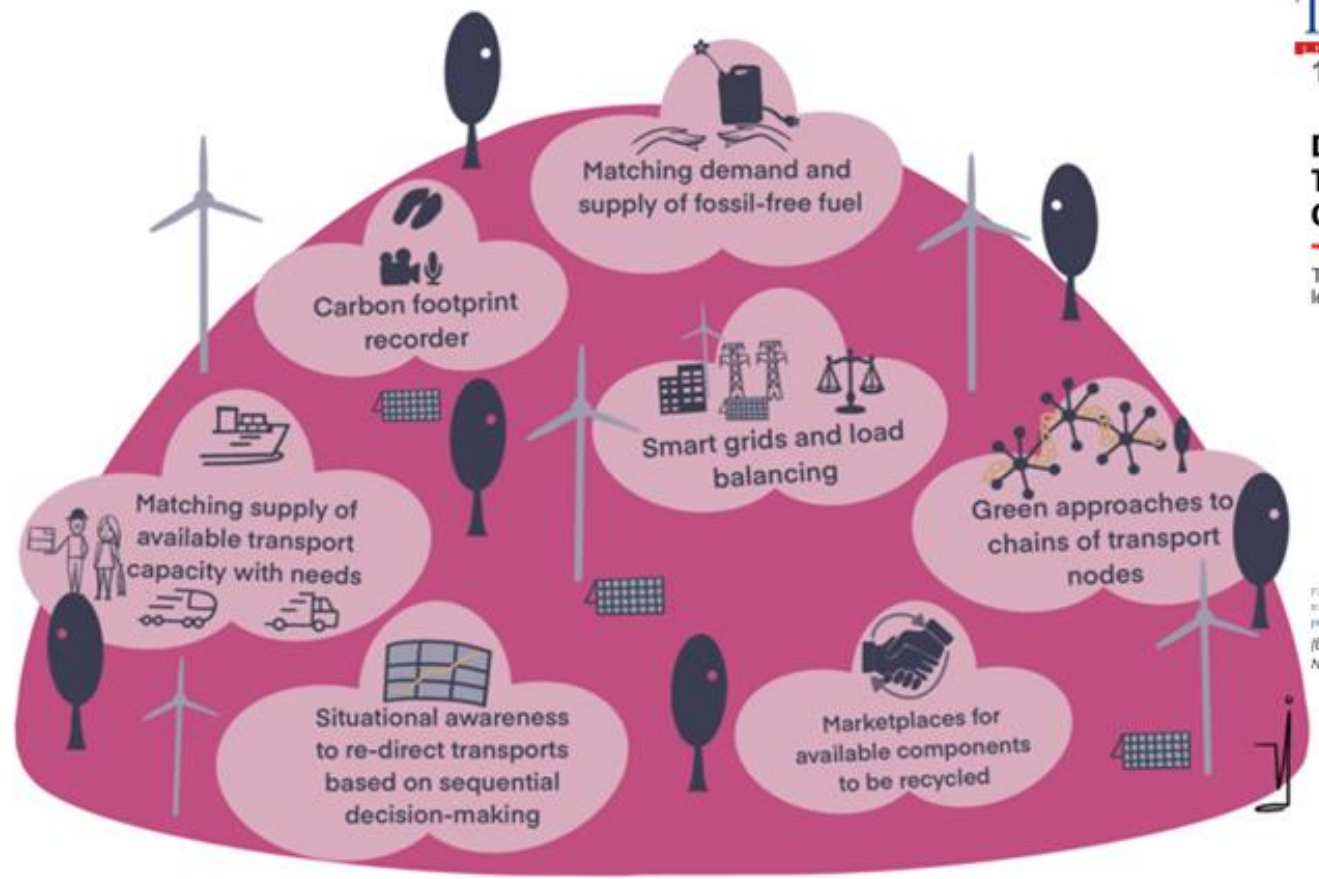 Matching demand and
supply of fossil-free fuel
Carbon footprint
recorder
Smart grids and load
balancing
Matching supply of
available transport
capacity with needs
Green approaches to
chains of transport
nodes
Situational awareness
to re-direct transports
based on sequential
decision-making
Marketplaces for
available components
to be recycled